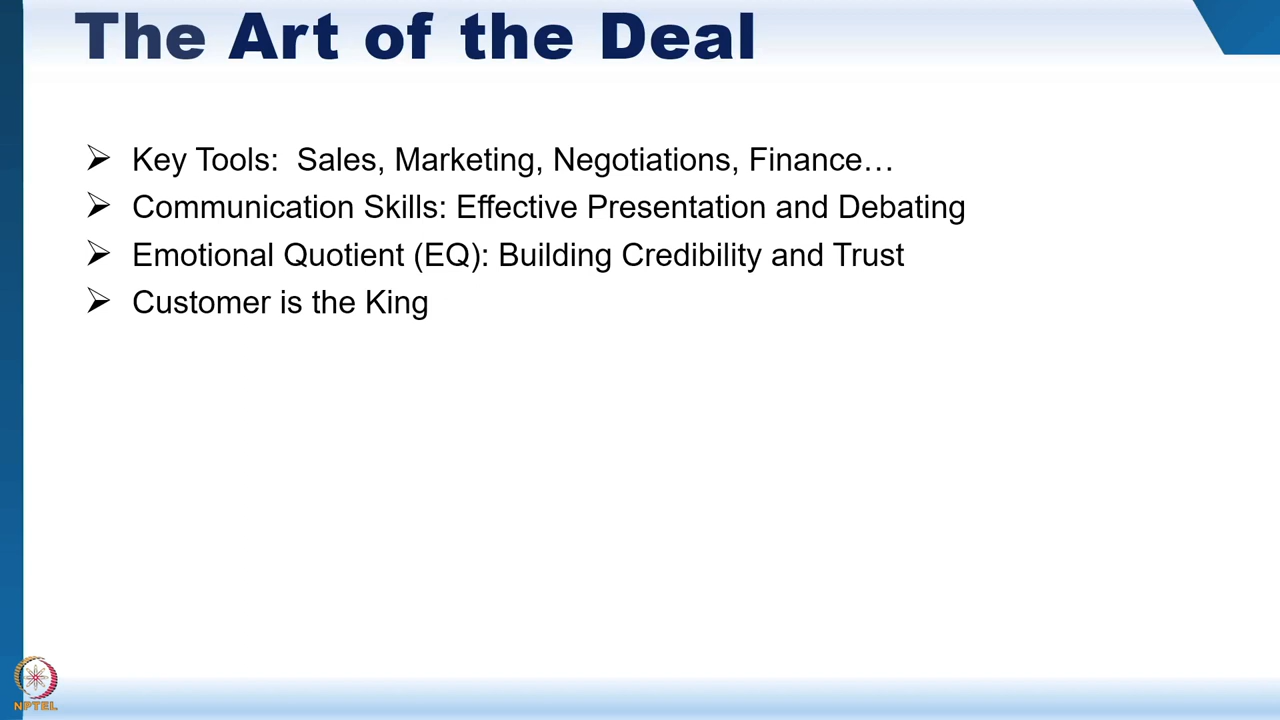 The Art of the Deal
➢ Key Tools:  Sales, Marketing, Negotiations, Finance…
➢ Communication Skills: Effective Presentation and Debating
➢ Emotional Quotient (EQ): Building Credibility and Trust
➢ Customer is the King
NPTEL